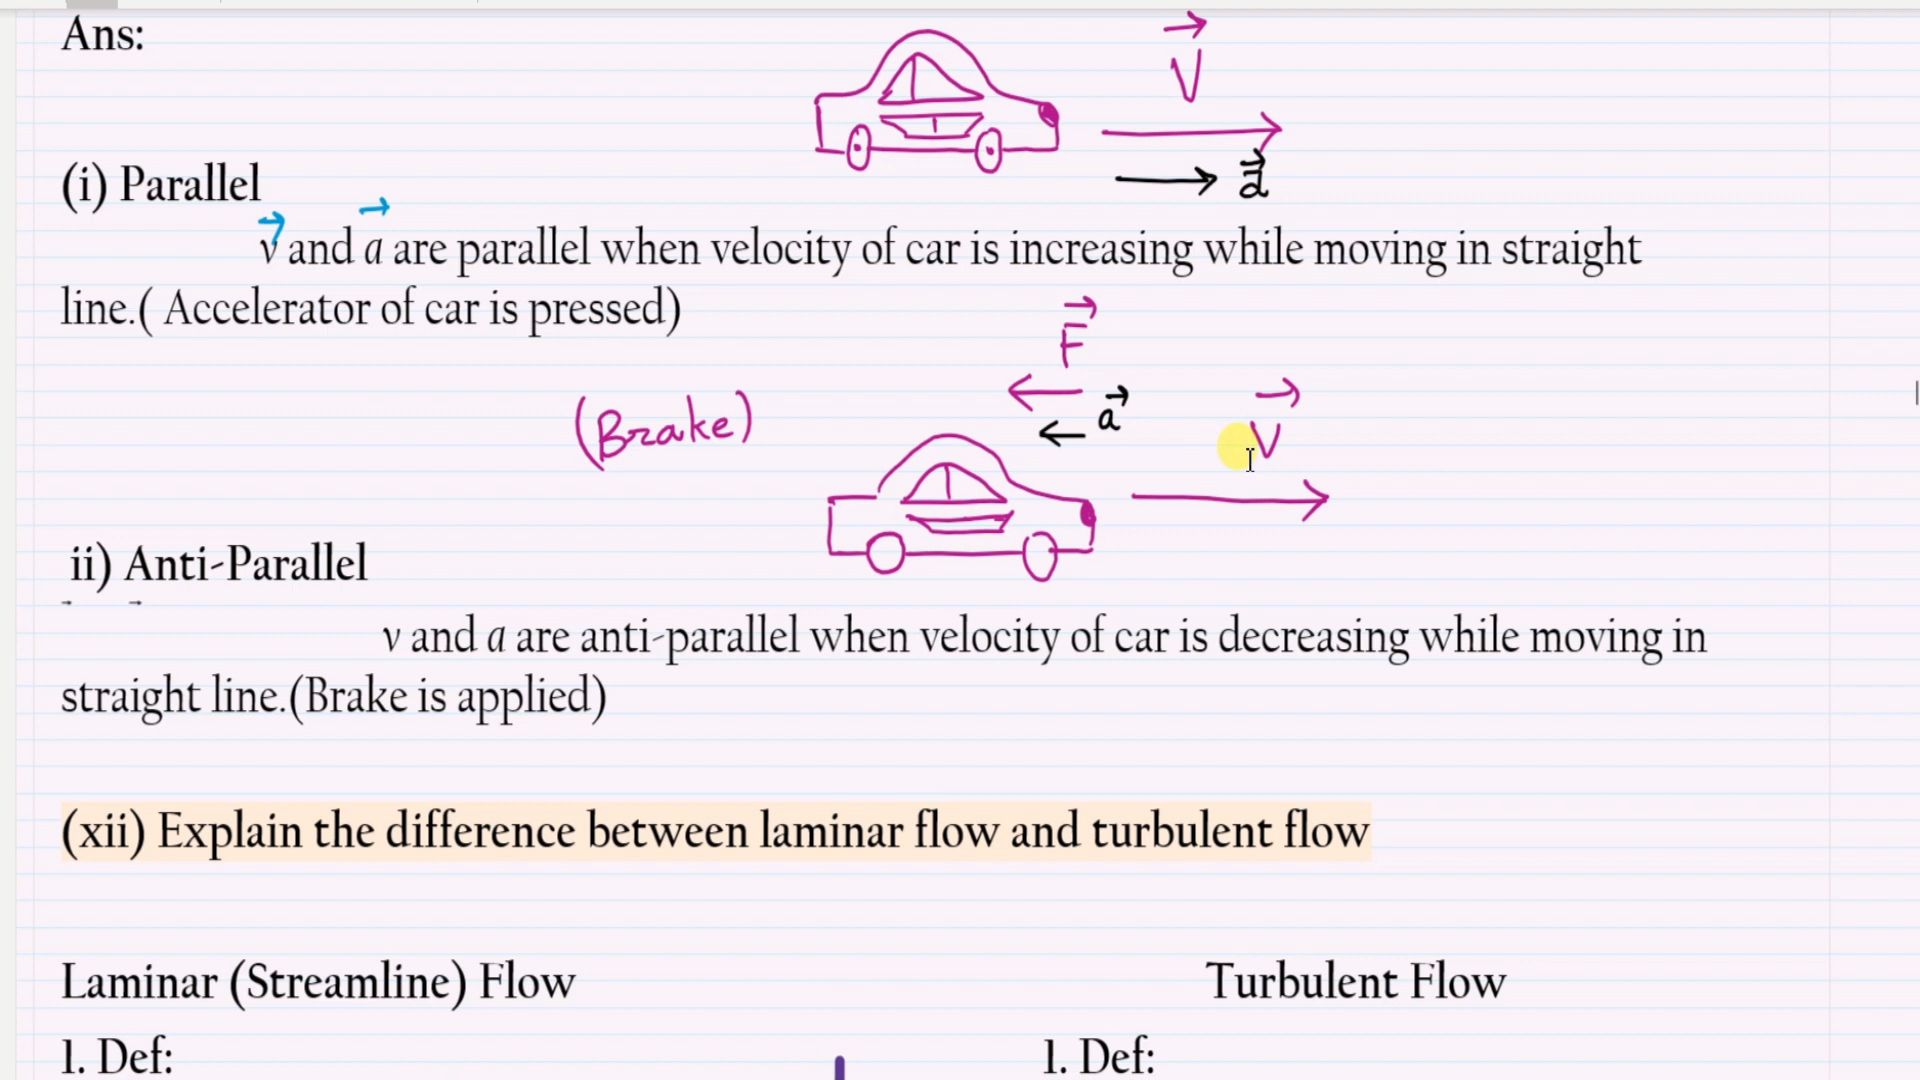 Ans:
V
a
(i) Parallel
v and a are parallel when velocity of car is increasing while moving in straight
line.( Accelerator of car is pressed)
F
a
(Brake)
V
ii) Anti-Parallel
v and a are anti-parallel when velocity of car is decreasing while moving in
straight line.(Brake is applied)
(xii) Explain the difference between laminar flow and turbulent flow
Laminar (Streamline) Flow
Turbulent Flow
1. Def:
1. Def: